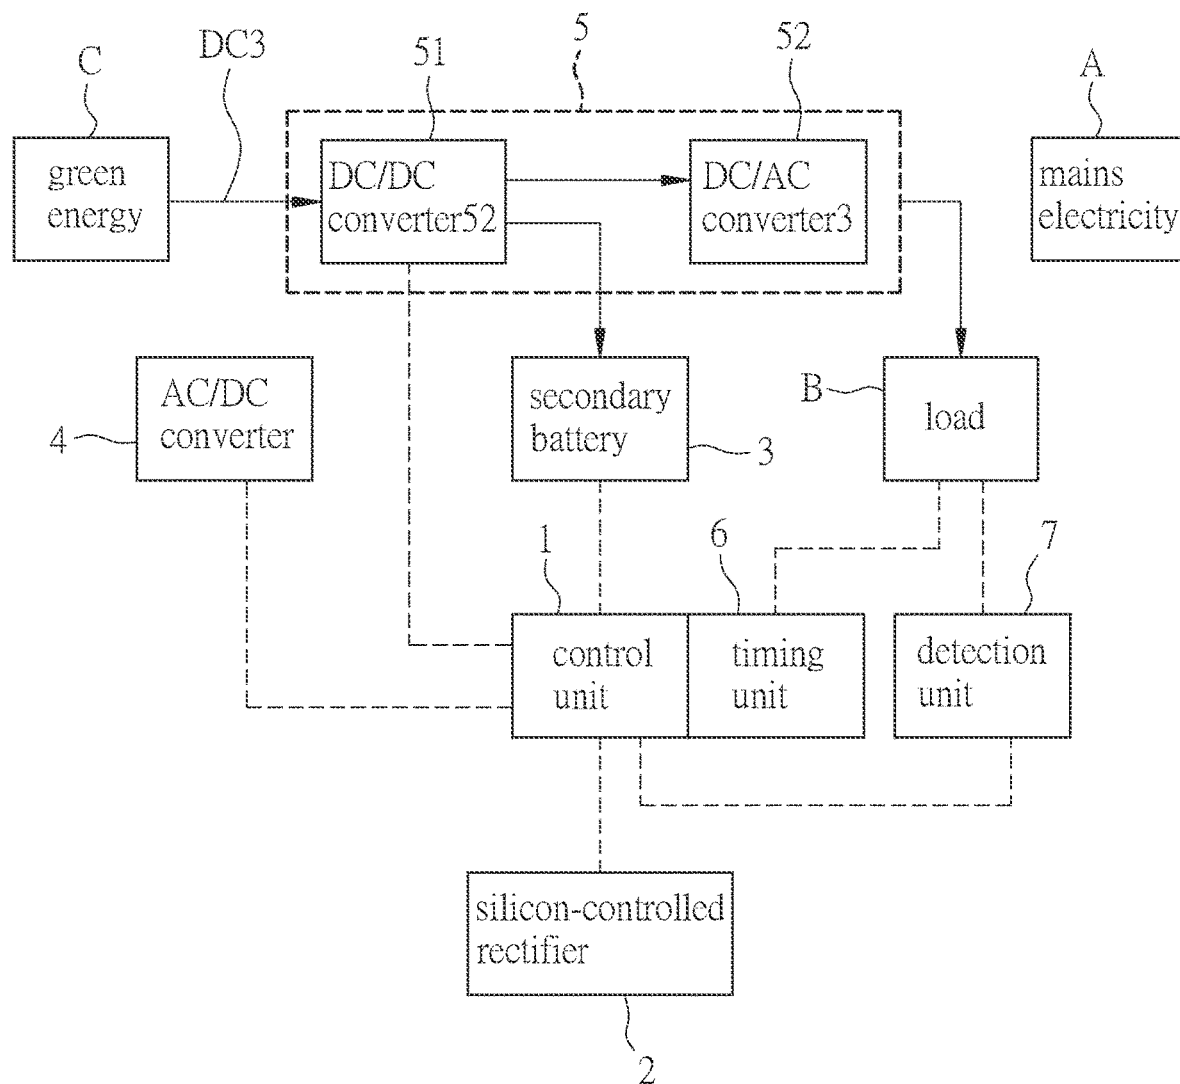 5
DC3
51
52
C
A
green
energy
DC/DC
converter52
DC/AC
converter3
mains
electricity
AC/DC
converter
secondary
battery
B
load
4
3
1
6
7
control
unit
timing
unit
detection
unit
silicon-controlled
rectifier
2